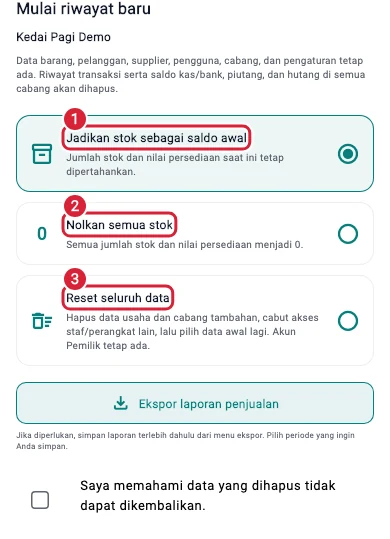 Mulai riwayat baru
Kedai Pagi Demo
Data barang, pelanggan, supplier, pengguna, cabang, dan pengaturan tetap
ada. Riwayat transaksi serta saldo kas/bank, piutang, dan hutang di semua
cabang akan dihapus.
1
Jadikan stok sebagai saldo awal
Jumlah stok dan nilai persediaan saat ini tetap
dipertahankan.
2
0
Nolkan semua stok
Semua jumlah stok dan nilai persediaan menjadi 0.
3
Reset seluruh data
Hapus data usaha dan cabang tambahan, cabut akses
staf/perangkat lain, lalu pilih data awal lagi. Akun
Pemilik tetap ada.
Ekspor laporan penjualan
Jika diperlukan, simpan laporan terlebih dahulu dari menu ekspor. Pilih periode yang ingin
Anda simpan.
Saya memahami data yang dihapus tidak
dapat dikembalikan.